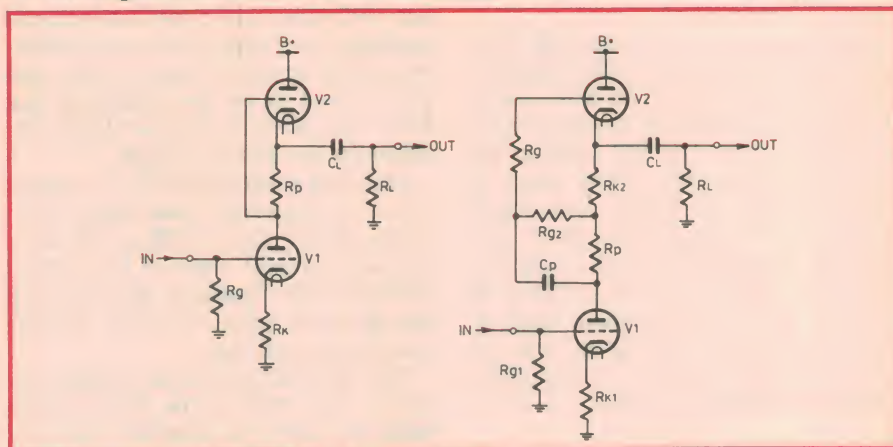 B+
V2
OUT
CL
Rp
RL
IN
V1
Rg
RK
B+
V2
Rg
OUT
CL
RK2
RL
Rg2
Rp
Cp
IN
V1
Rg1
RK1